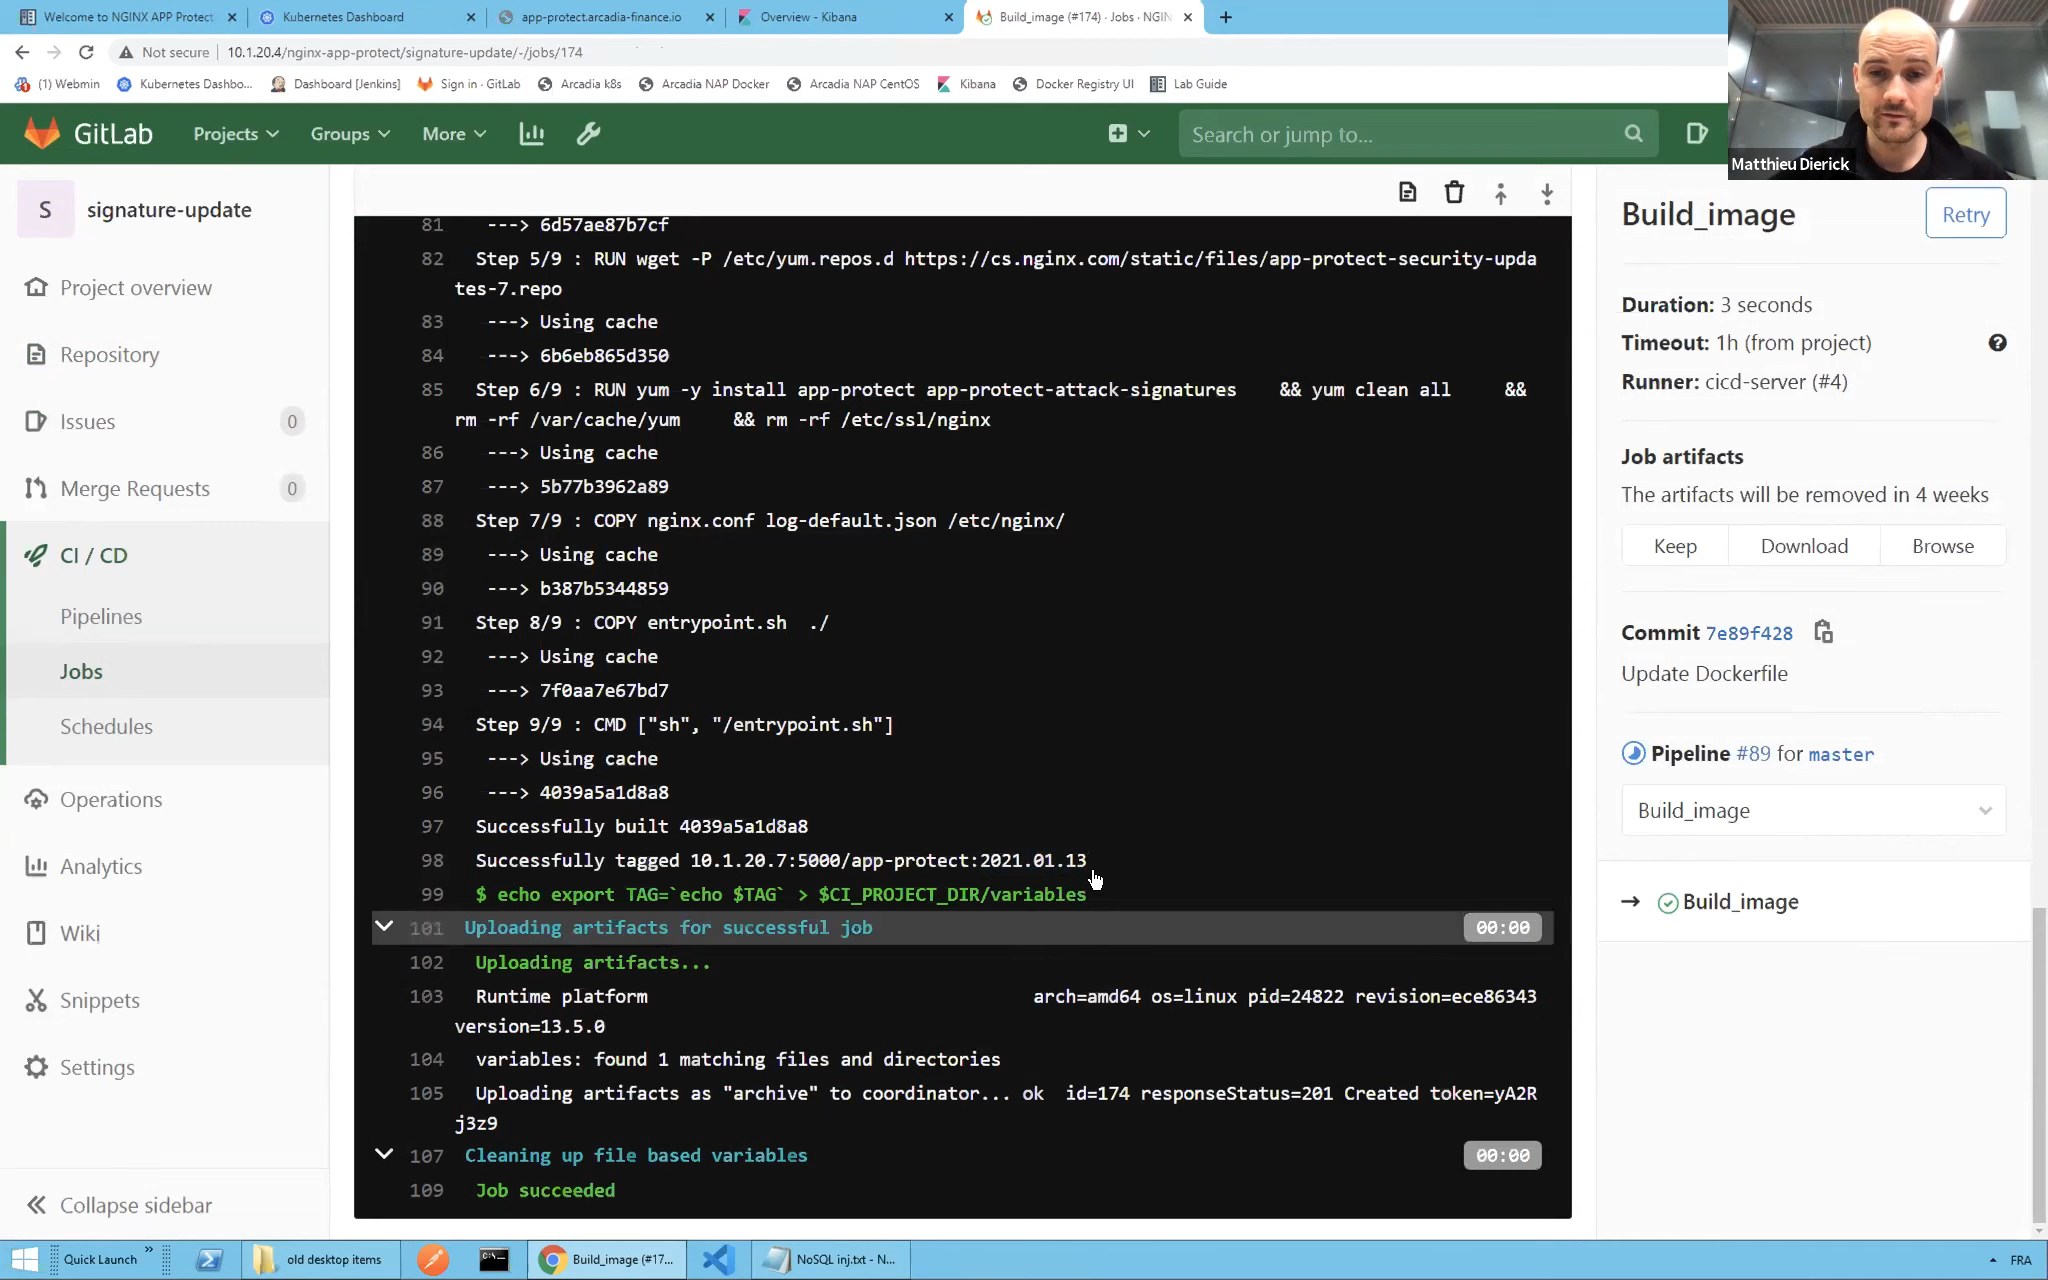 Welcome to NGINX APP Protect
Kubernetes Dashboard
app-protect.arcadia-finance.io
Overview - Kibana
Build_image (#174) · Jobs · NGIN
Not secure
10.1.20.4/nginx-app-protect/signature-update/-/jobs/174
(1) Webmin
Kubernetes Dashbo...
Dashboard [Jenkins]
Sign in · GitLab
Arcadia k8s
Arcadia NAP Docker
Arcadia NAP CentOS
Kibana
Docker Registry UI
Lab Guide
GitLab
Projects
Groups
More
Search or jump to...
Matthieu Dierick
S
signature-update
Project overview
Repository
Issues
0
Merge Requests
0
CI / CD
Pipelines
Jobs
Schedules
Operations
Analytics
Wiki
Snippets
Settings
Collapse sidebar
81 ---> 6d57ae87b7cf
82 Step 5/9 : RUN wget -P /etc/yum.repos.d https://cs.nginx.com/static/files/app-protect-security-upda
tes-7.repo
83 ---> Using cache
84 ---> 6b6eb865d350
85 Step 6/9 : RUN yum -y install app-protect app-protect-attack-signatures && yum clean all &&
rm -rf /var/cache/yum && rm -rf /etc/ssl/nginx
86 ---> Using cache
87 ---> 5b77b3962a89
88 Step 7/9 : COPY nginx.conf log-default.json /etc/nginx/
89 ---> Using cache
90 ---> b387b5344859
91 Step 8/9 : COPY entrypoint.sh ./
92 ---> Using cache
93 ---> 7f0aa7e67bd7
94 Step 9/9 : CMD ["sh", "/entrypoint.sh"]
95 ---> Using cache
96 ---> 4039a5a1d8a8
97 Successfully built 4039a5a1d8a8
98 Successfully tagged 10.1.20.7:5000/app-protect:2021.01.13
99 $ echo export TAG=`echo $TAG` > $CI_PROJECT_DIR/variables
101 Uploading artifacts for successful job 00:00
102 Uploading artifacts...
103 Runtime platform arch=amd64 os=linux pid=24822 revision=ece86343
version=13.5.0
104 variables: found 1 matching files and directories
105 Uploading artifacts as "archive" to coordinator... ok id=174 responseStatus=201 Created token=yA2R
j3z9
107 Cleaning up file based variables 00:00
109 Job succeeded
Build_image
Retry
Duration: 3 seconds
Timeout: 1h (from project)
Runner: cicd-server (#4)
Job artifacts
The artifacts will be removed in 4 weeks
Keep
Download
Browse
Commit 7e89f428
Update Dockerfile
Pipeline #89 for master
Build_image
Build_image
Quick Launch
old desktop items
Build_image (#17...
NoSQL inj.txt - N...
FRA